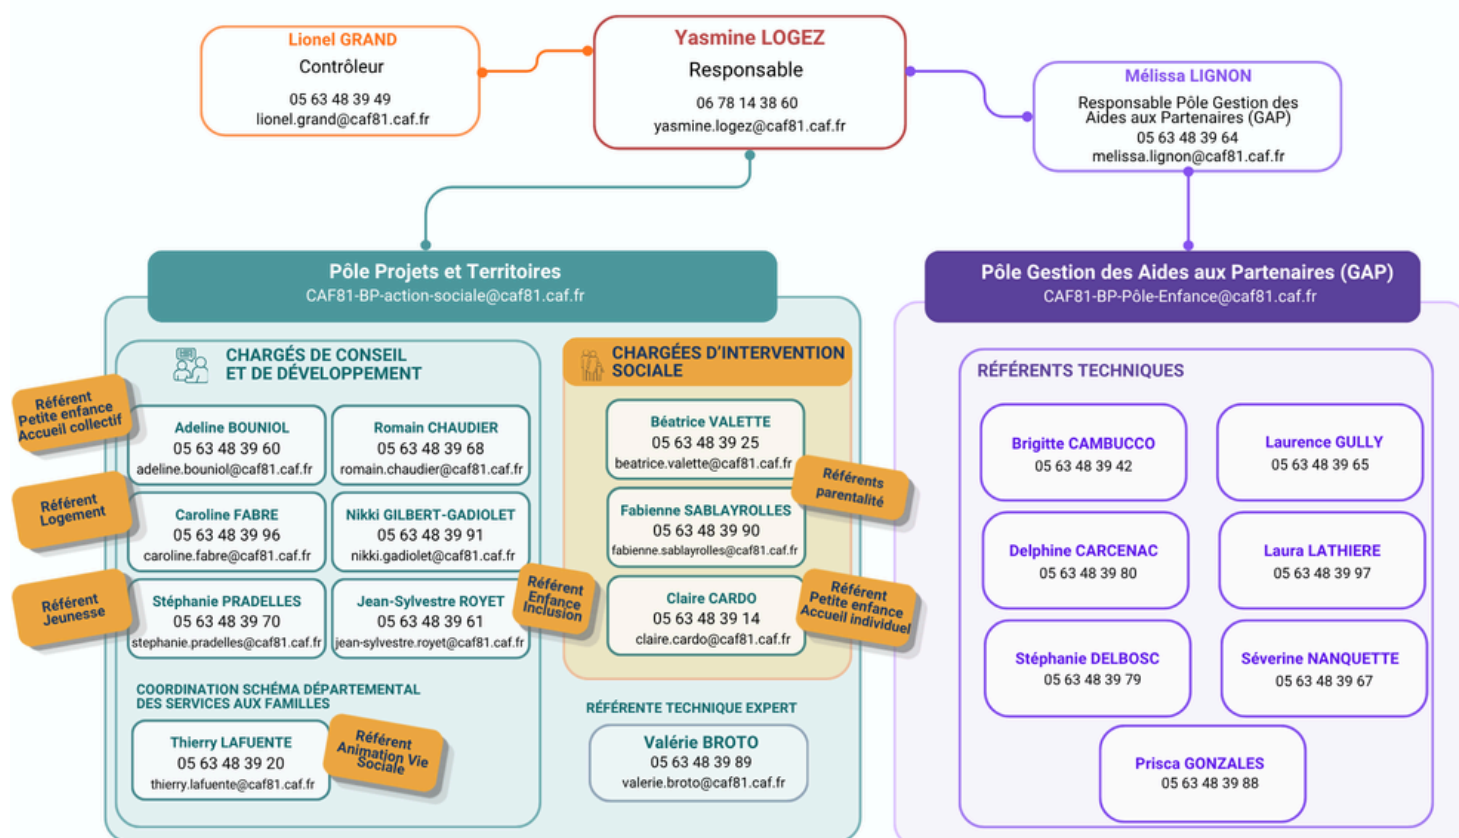 Lionel GRAND
Contrôleur
05 63 48 39 49
lionel.grand@caf81.caf.fr
Yasmine LOGEZ
Responsable
06 78 14 38 60
yasmine.logez@caf81.caf.fr
Mélissa LIGNON
Responsable Pôle Gestion des
Aides aux Partenaires (GAP)
05 63 48 39 64
melissa.lignon@caf81.caf.fr
Pôle Projets et Territoires
CAF81-BP-action-sociale@caf81.caf.fr
CHARGÉS DE CONSEIL
ET DE DÉVELOPPEMENT
Référent
Petite enfance
Accueil collectif
Adeline BOUNIOL
05 63 48 39 60
adeline.bouniol@caf81.caf.fr
Romain CHAUDIER
05 63 48 39 68
romain.chaudier@caf81.caf.fr
Référent
Logement
Caroline FABRE
05 63 48 39 96
caroline.fabre@caf81.caf.fr
Nikki GILBERT-GADIOLET
05 63 48 39 91
nikki.gadiolet@caf81.caf.fr
Référent
Jeunesse
Stéphanie PRADELLES
05 63 48 39 70
stephanie.pradelles@caf81.caf.fr
Jean-Sylvestre ROYET
05 63 48 39 61
jean-sylvestre.royet@caf81.caf.fr
Référent
Enfance
Inclusion
COORDINATION SCHÉMA DÉPARTEMENTAL
DES SERVICES AUX FAMILLES
Thierry LAFUENTE
05 63 48 39 20
thierry.lafuente@caf81.caf.fr
Référent
Animation Vie
Sociale
CHARGÉES D'INTERVENTION
SOCIALE
Béatrice VALETTE
05 63 48 39 25
beatrice.valette@caf81.caf.fr
Référents
parentalité
Fabienne SABLAYROLLES
05 63 48 39 90
fabienne.sablayrolles@caf81.caf.fr
Claire CARDO
05 63 48 39 14
claire.cardo@caf81.caf.fr
Référent
Petite enfance
Accueil individuel
RÉFÉRENTE TECHNIQUE EXPERT
Valérie BROTO
05 63 48 39 89
valerie.broto@caf81.caf.fr
Pôle Gestion des Aides aux Partenaires (GAP)
CAF81-BP-Pôle-Enfance@caf81.caf.fr
RÉFÉRENTS TECHNIQUES
Brigitte CAMBUCCO
05 63 48 39 42
Laurence GULLY
05 63 48 39 65
Delphine CARCENAC
05 63 48 39 80
Laura LATHIERE
05 63 48 39 97
Stéphanie DELBOSC
05 63 48 39 79
Séverine NANQUETTE
05 63 48 39 67
Prisca GONZALES
05 63 48 39 88